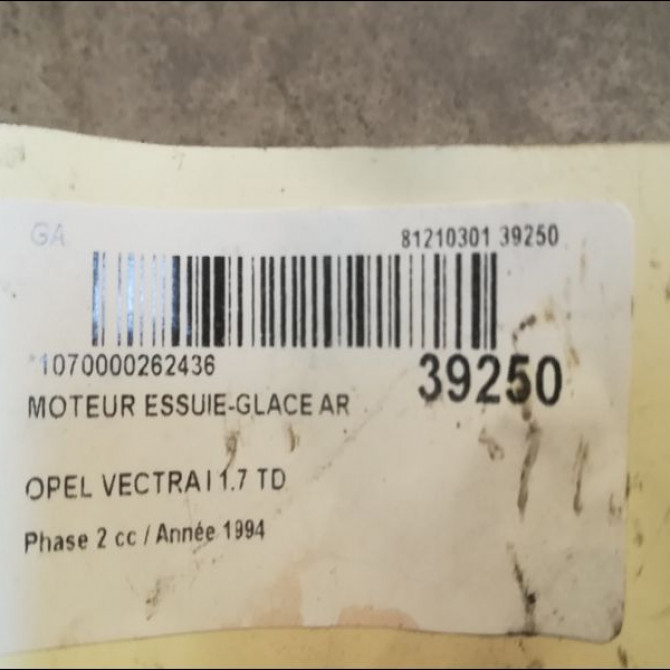 GA
81210301 39250
*1070000262436
39250
MOTEUR ESSUIE-GLACE AR
OPEL VECTRA I 1.7 TD
Phase 2 cc / Année 1994